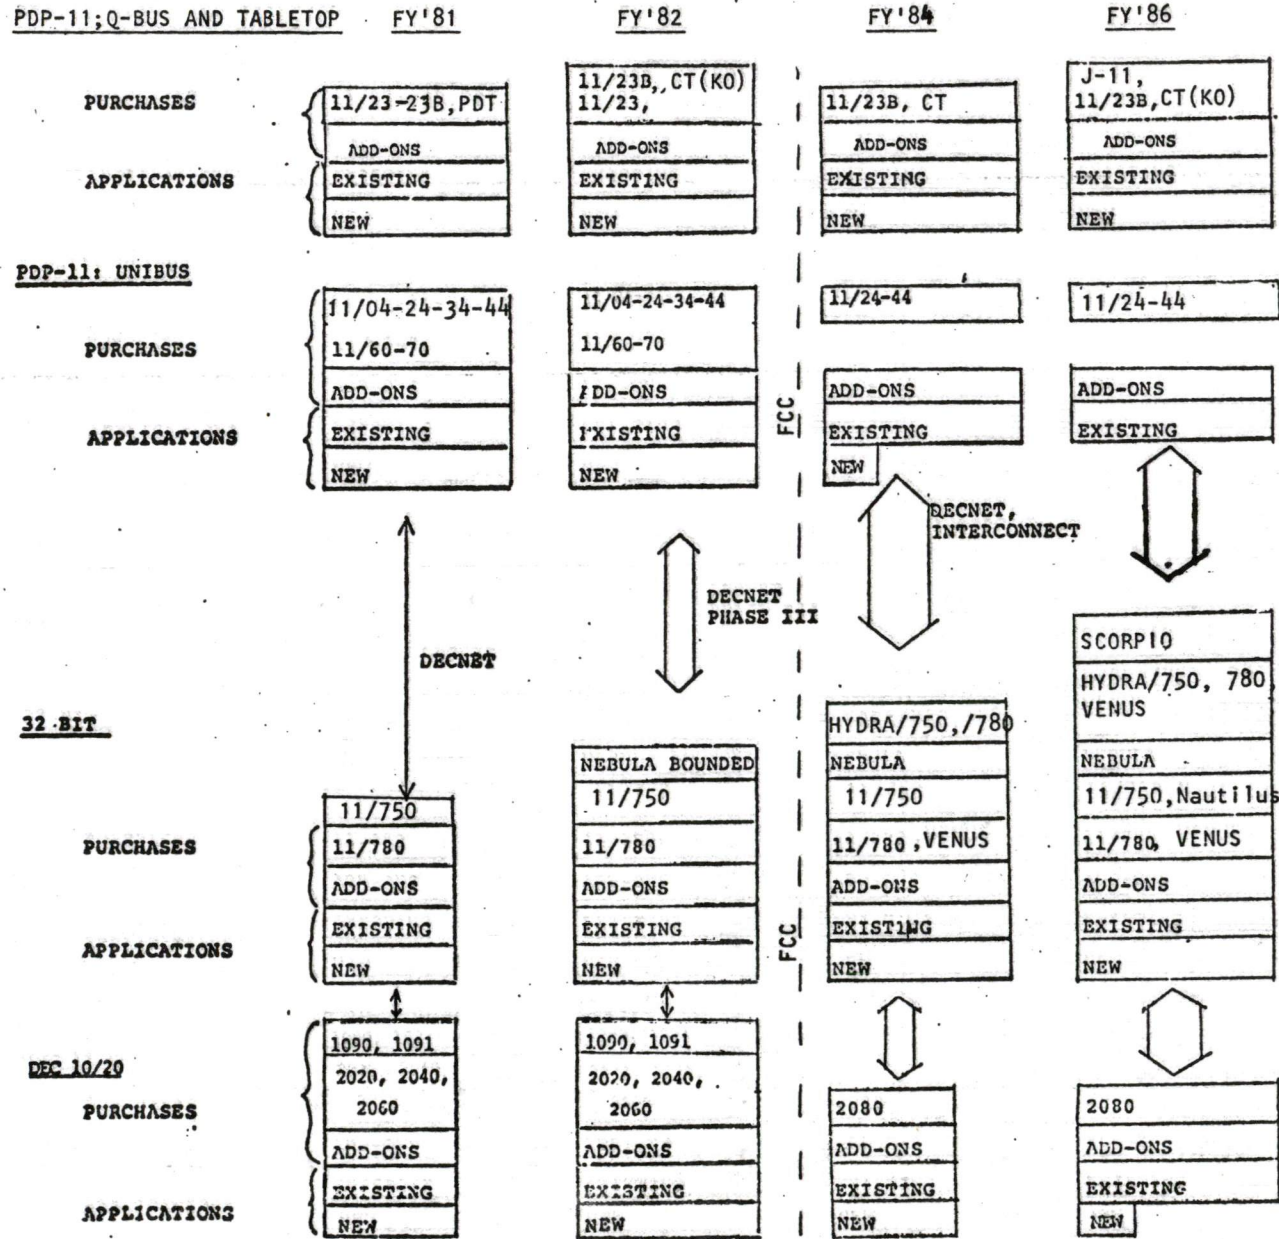 PDP-11;Q-BUS AND TABLETOP FY'81 FY'82 FY'84 FY'86
PURCHASES
11/23-23B,PDT
ADD-ONS
APPLICATIONS
EXISTING
NEW
11/23B,,CT(KO)
11/23,
ADD-ONS
EXISTING
NEW
11/23B, CT
ADD-ONS
EXISTING
NEW
J-11,
11/23B,CT(KO)
ADD-ONS
EXISTING
NEW
PDP-11: UNIBUS
PURCHASES
11/04-24-34-44
11/60-70
ADD-ONS
APPLICATIONS
EXISTING
NEW
11/04-24-34-44
11/60-70
ADD-ONS
EXISTING
NEW
FCC
11/24-44
ADD-ONS
EXISTING
NEW
11/24-44
ADD-ONS
EXISTING
DECNET
DECNET
PHASE III
DECNET,
INTERCONNECT
32 BIT
PURCHASES
11/750
11/780
ADD-ONS
APPLICATIONS
EXISTING
NEW
NEBULA BOUNDED
11/750
11/780
ADD-ONS
EXISTING
NEW
FCC
HYDRA/750,/780
NEBULA
11/750
11/780 ,VENUS
ADD-ONS
EXISTING
NEW
SCORPIO
HYDRA/750, 780
VENUS
NEBULA
11/750,Nautilus
11/780, VENUS
ADD-ONS
EXISTING
NEW
DEC 10/20
PURCHASES
1090, 1091
2020, 2040,
2060
ADD-ONS
APPLICATIONS
EXISTING
NEW
1090, 1091
2020, 2040,
2060
ADD-ONS
EXISTING
NEW
2080
ADD-ONS
EXISTING
NEW
2080
ADD-ONS
EXISTING
NEW